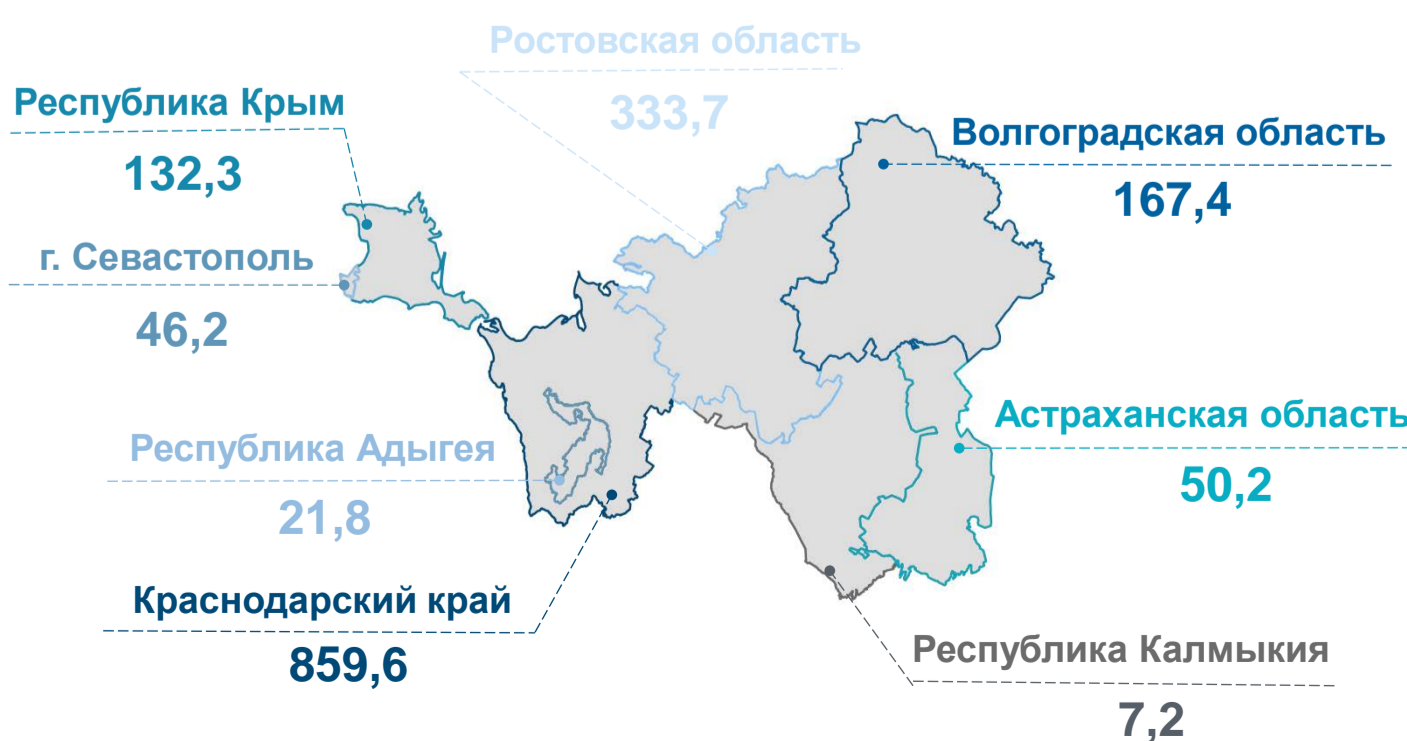 Ростовская область
333,7
Республика Крым
132,3
Волгоградская область
167,4
г. Севастополь
46,2
Астраханская область
50,2
Республика Адыгея
21,8
Краснодарский край
859,6
Республика Калмыкия
7,2